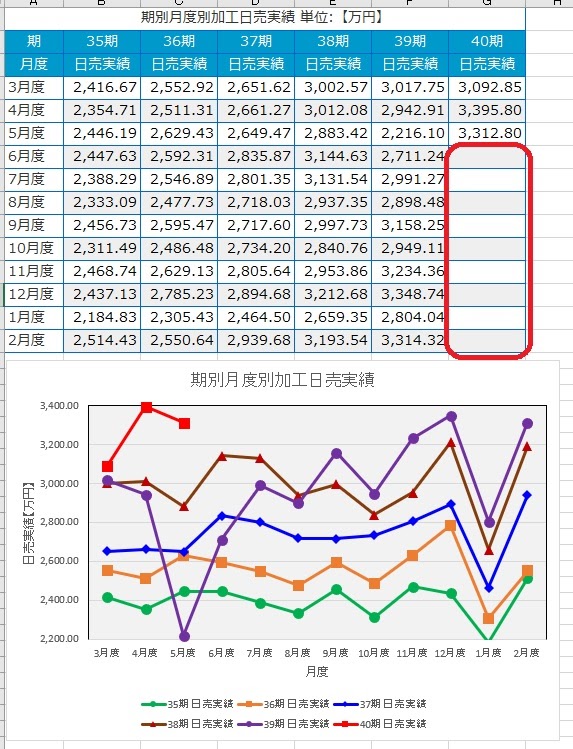 A B C D E F G H
期別月度別加工日売実績 単位:【万円】
期 35期 36期 37期 38期 39期 40期
月度 日売実績 日売実績 日売実績 日売実績 日売実績 日売実績
3月度 2,416.67 2,552.92 2,651.62 3,002.57 3,017.75 3,092.85
4月度 2,354.71 2,511.31 2,661.27 3,012.08 2,942.91 3,395.80
5月度 2,446.19 2,629.43 2,649.47 2,883.42 2,216.10 3,312.80
6月度 2,447.63 2,592.31 2,835.87 3,144.63 2,711.24
7月度 2,388.29 2,546.89 2,801.35 3,131.54 2,991.27
8月度 2,333.09 2,477.73 2,718.03 2,937.35 2,898.48
9月度 2,456.73 2,595.47 2,717.60 2,997.73 3,158.25
10月度 2,311.49 2,486.48 2,734.20 2,840.76 2,949.11
11月度 2,468.74 2,629.13 2,805.64 2,953.86 3,234.36
12月度 2,437.13 2,785.23 2,894.68 3,212.68 3,348.74
1月度 2,184.83 2,305.43 2,464.50 2,659.35 2,804.04
2月度 2,514.43 2,550.64 2,939.68 3,193.54 3,314.32
期別月度別加工日売実績
3,400.00
3,200.00
3,000.00
2,800.00
2,600.00
2,400.00
2,200.00
日売実績【万円】
3月度 4月度 5月度 6月度 7月度 8月度 9月度 10月度 11月度 12月度 1月度 2月度
月度
35期 日売実績 36期 日売実績 37期 日売実績
38期 日売実績 39期 日売実績 40期 日売実績